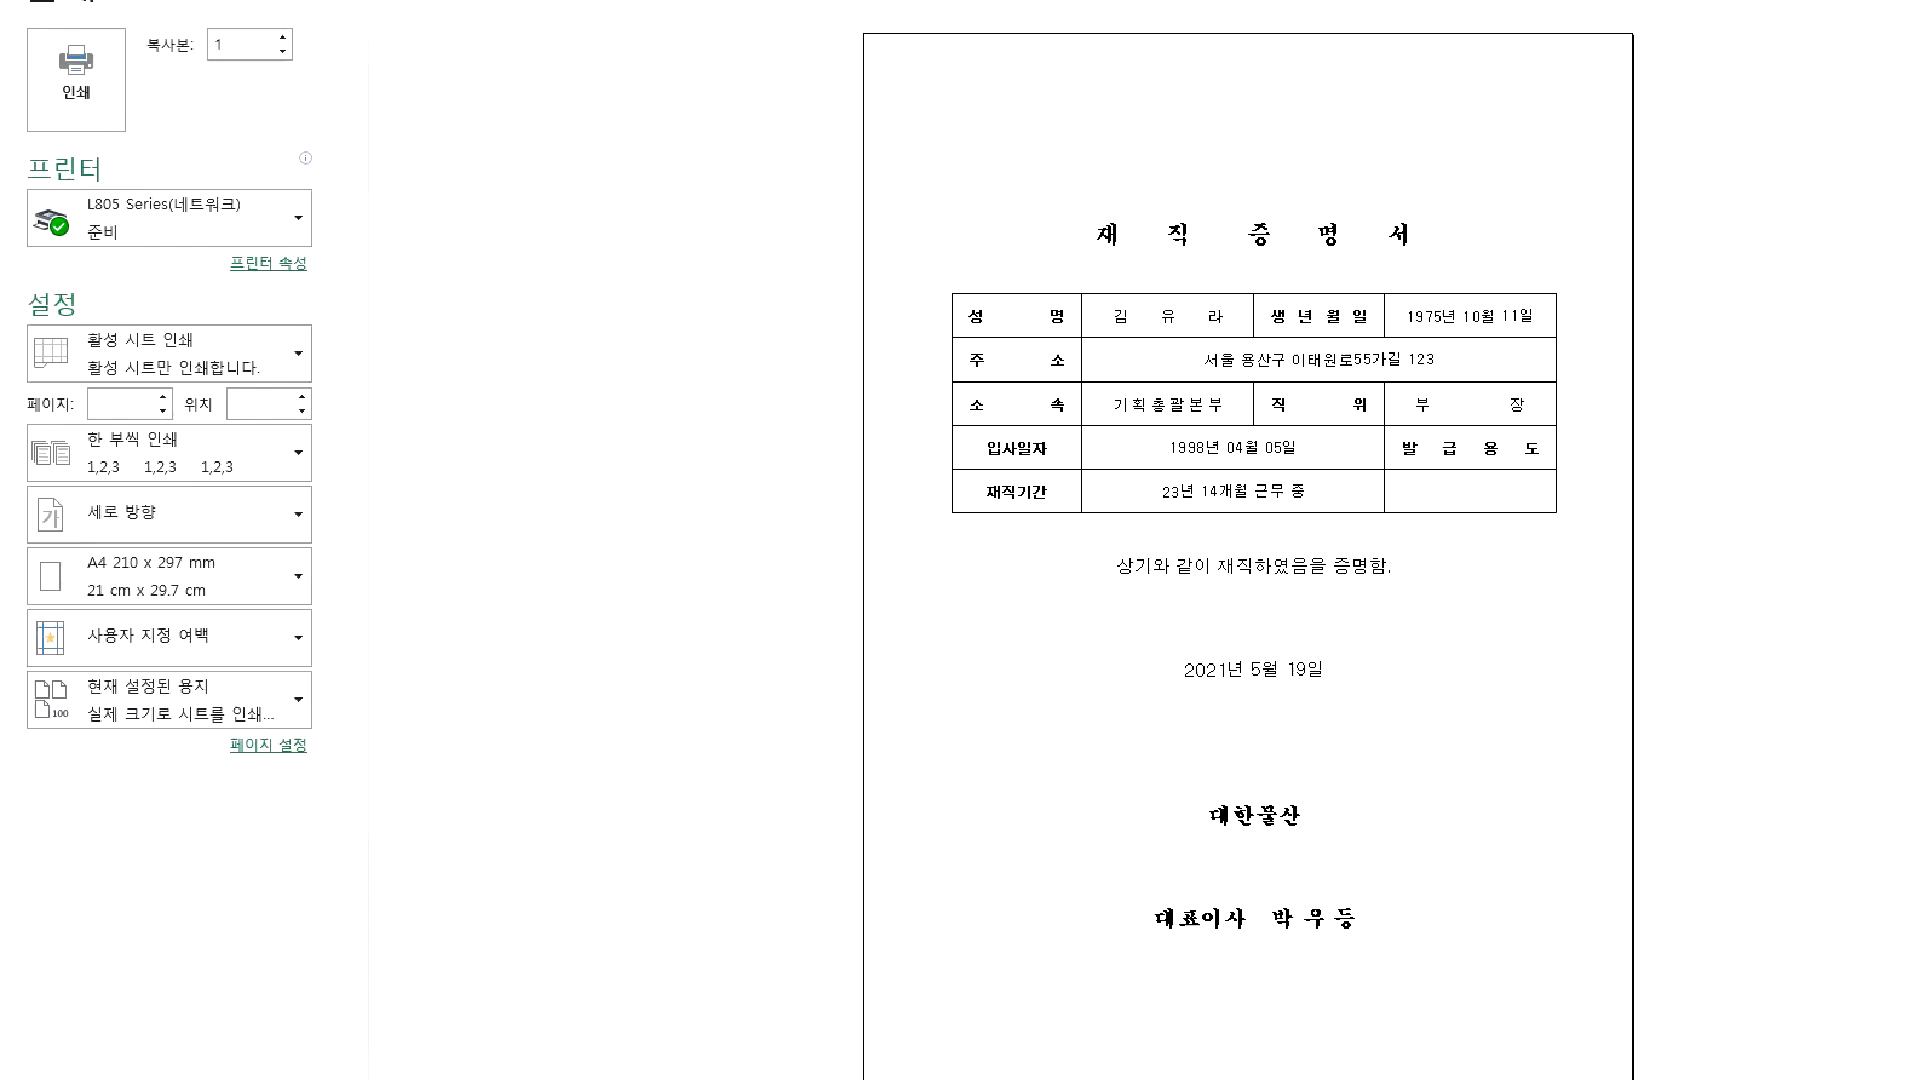 인쇄
복사본: 1
프린터
L805 Series(네트워크)
준비
프린터 속성
설정
활성 시트 인쇄
활성 시트만 인쇄합니다.
페이지: 위치
한 부씩 인쇄
1,2,3 1,2,3 1,2,3
세로 방향
A4 210 x 297 mm
21 cm x 29.7 cm
사용자 지정 여백
현재 설정된 용지
실제 크기로 시트를 인쇄...
100
페이지 설정
재 직 증 명 서
성 명 김 유 라 생 년 월 일 1975년 10월 11일
주 소 서울 용산구 이태원로55가길 123
소 속 기획총괄본부 직 위 부 장
입사일자 1998년 04월 05일 발 급 용 도
재직기간 23년 14개월 근무 중
상기와 같이 재직하였음을 증명함.
2021년 5월 19일
대한물산
대표이사 박 우 등